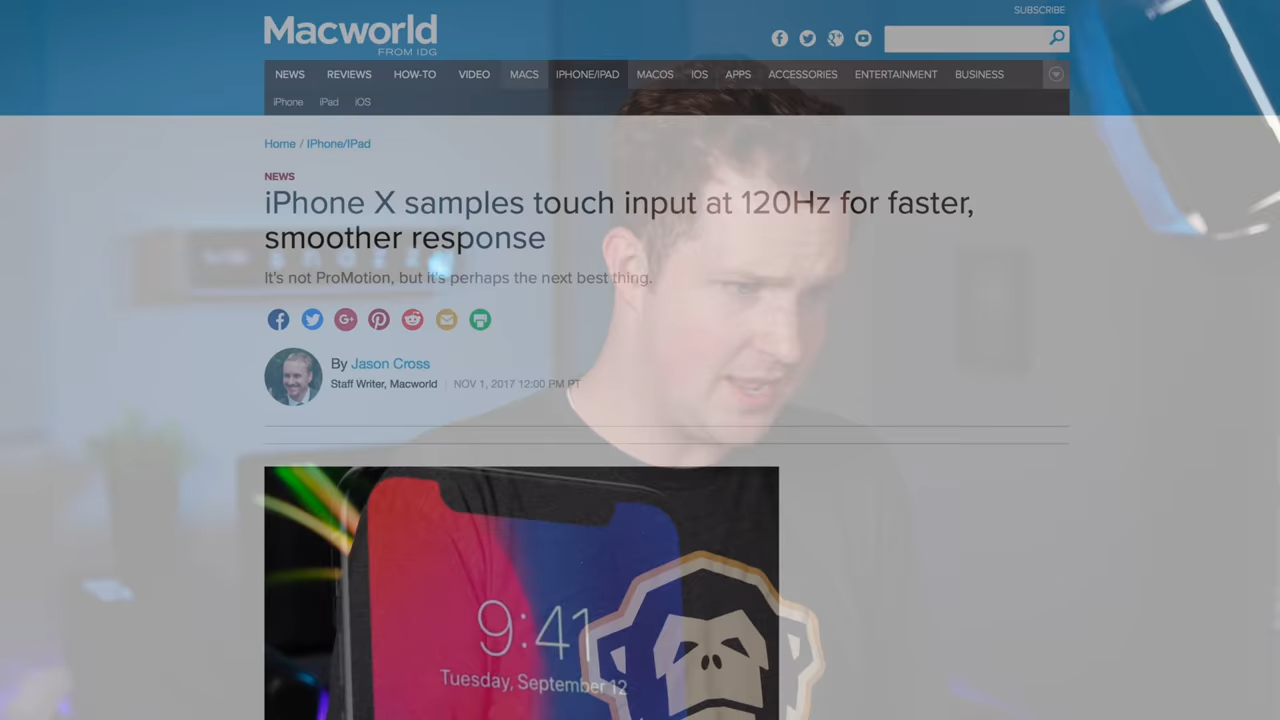 SUBSCRIBE
Macworld
FROM IDG
NEWS REVIEWS HOW-TO VIDEO MACS IPHONE/IPAD MACOS IOS APPS ACCESSORIES ENTERTAINMENT BUSINESS
iPhone iPad iOS
Home / IPhone/IPad
NEWS
iPhone X samples touch input at 120Hz for faster,
smoother response
It's not ProMotion, but it's perhaps the next best thing.
By Jason Cross
Staff Writer, Macworld | NOV 1, 2017 12:00 PM PT
9:41
Tuesday, September 12